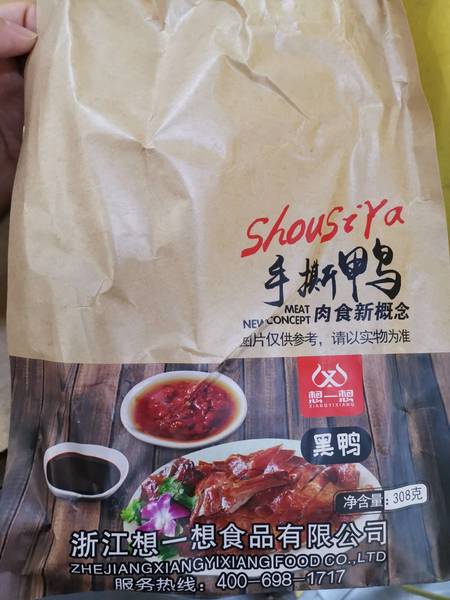 ShouSiYa
手撕鸭
MEAT
NEW CONCEPT 肉食新概念
图片仅供参考，请以实物为准
想一想
XIANGYIXIANG
黑鸭
净含量：308克
浙江想一想食品有限公司
ZHEJIANGXIANGYIXIANG FOOD CO.,LTD
服务热线：400-698-1717